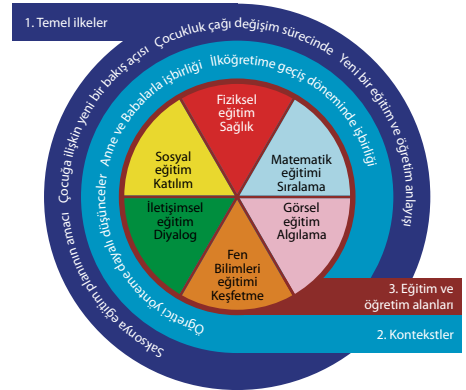 1. Temel ilkeler
Saksonya eğitim planının amacı
Çocuğa ilişkin yeni bir bakış açısı
Çocukluk çağı değişim sürecinde
Yeni bir eğitim ve öğretim anlayışı
Öğretici yönteme dayalı düşünceler
Anne ve Babalarla işbirliği
İlköğretime geçiş döneminde işbirliği
Fiziksel
eğitim
Sağlık
Sosyal
eğitim
Katılım
Matematik
eğitimi
Sıralama
İletişimsel
eğitim
Diyalog
Görsel
eğitim
Algılama
Fen
Bilimleri
eğitimi
Keşfetme
3. Eğitim ve
öğretim alanları
2. Kontekstler